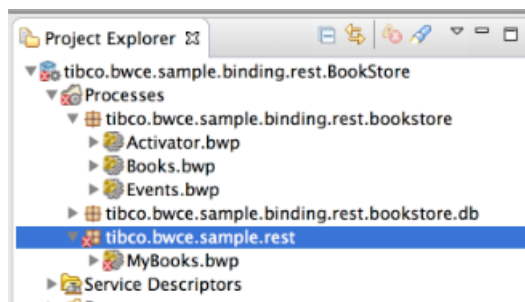 Project Explorer
tibco.bwce.sample.binding.rest.BookStore
Processes
tibco.bwce.sample.binding.rest.bookstore
Activator.bwp
Books.bwp
Events.bwp
tibco.bwce.sample.binding.rest.bookstore.db
tibco.bwce.sample.rest
MyBooks.bwp
Service Descriptors